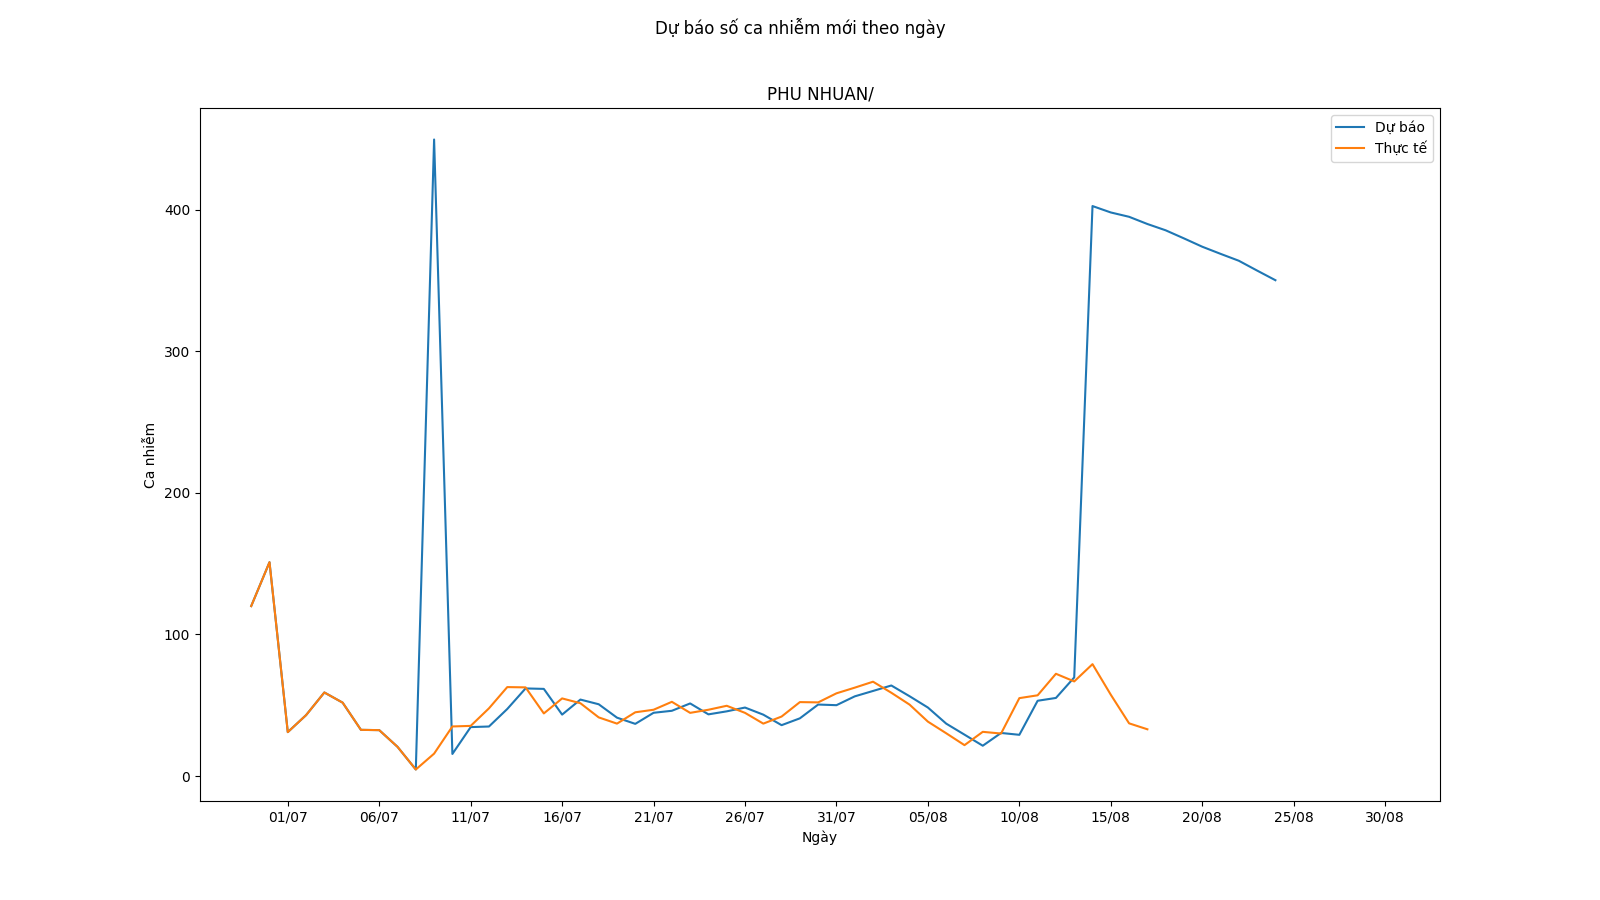 Dự báo số ca nhiễm mới theo ngày
PHU NHUAN/
Dự báo
Thực tế
Ca nhiễm
400
300
200
100
0
01/07 06/07 11/07 16/07 21/07 26/07 31/07 05/08 10/08 15/08 20/08 25/08 30/08
Ngày